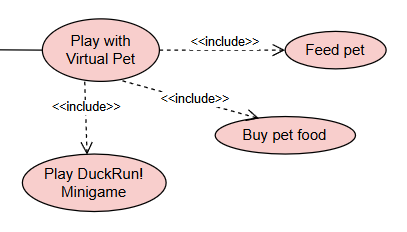 Play with
Virtual Pet
<<include>>
Feed pet
<<include>>
<<include>>
Buy pet food
Play DuckRun!
Minigame